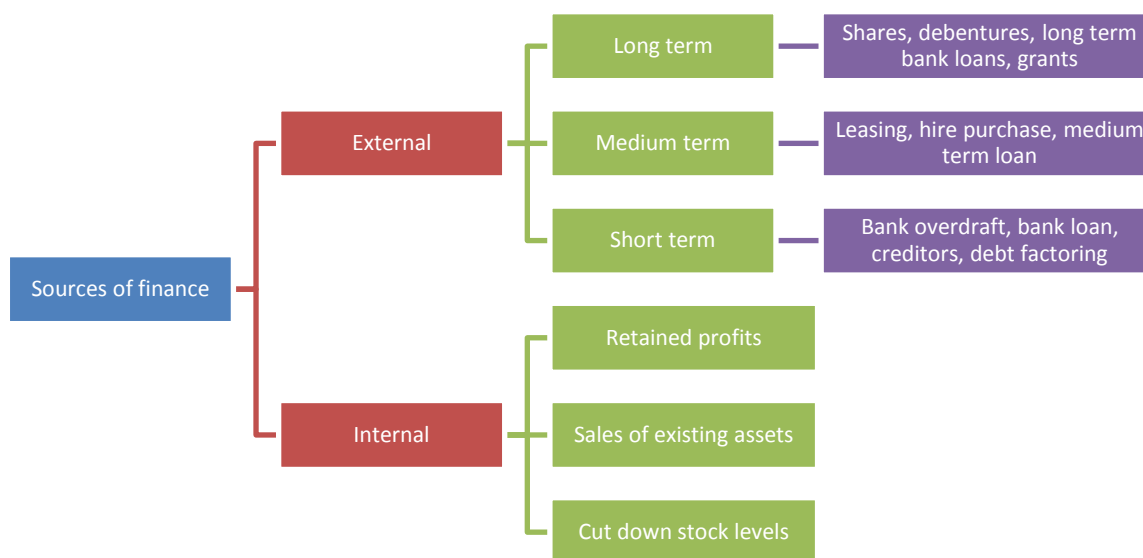 Sources of finance
External
Long term
Shares, debentures, long term
bank loans, grants
Medium term
Leasing, hire purchase, medium
term loan
Short term
Bank overdraft, bank loan,
creditors, debt factoring
Internal
Retained profits
Sales of existing assets
Cut down stock levels